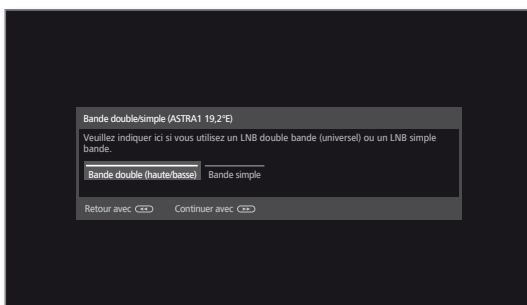 Bande double/simple (ASTRA1 19,2°E)
Veuillez indiquer ici si vous utilisez un LNB double bande (universel) ou un LNB simple
bande.
Bande double (haute/basse) Bande simple
Retour avec ◄◄ Continuer avec ►►